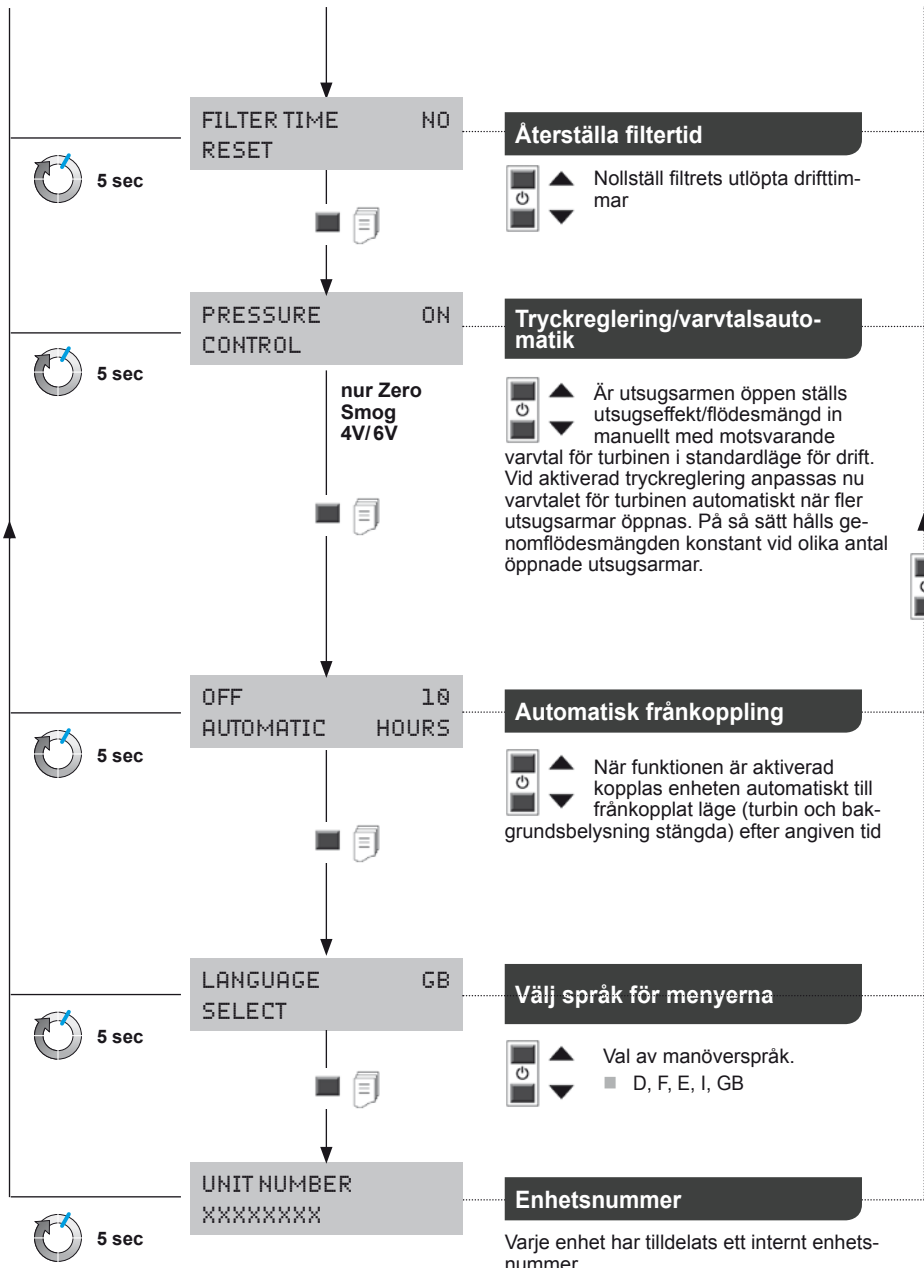 FILTER TIME NO
RESET
5 sec
Återställa filtertid
Nollställ filtrets utlöpta drifttim-
mar
PRESSURE ON
CONTROL
5 sec
nur Zero
Smog
4V/6V
Tryckreglering/varvtalsauto-
matik
Är utsugsarmen öppen ställs
utsugseffekt/flödesmängd in
manuellt med motsvarande
varvtal för turbinen i standardläge för drift.
Vid aktiverad tryckreglering anpassas nu
varvtalet för turbinen automatiskt när fler
utsugsarmar öppnas. På så sätt hålls ge-
nomflödesmängden konstant vid olika antal
öppnade utsugsarmar.
OFF 10
AUTOMATIC HOURS
5 sec
Automatisk frånkoppling
När funktionen är aktiverad
kopplas enheten automatiskt till
frånkopplat läge (turbin och bak-
grundsbelysning stängda) efter angiven tid
LANGUAGE GB
SELECT
5 sec
Välj språk för menyerna
Val av manöverspråk.
D, F, E, I, GB
UNIT NUMBER
XXXXXXXX
5 sec
Enhetsnummer
Varje enhet har tilldelats ett internt enhets-
nummer